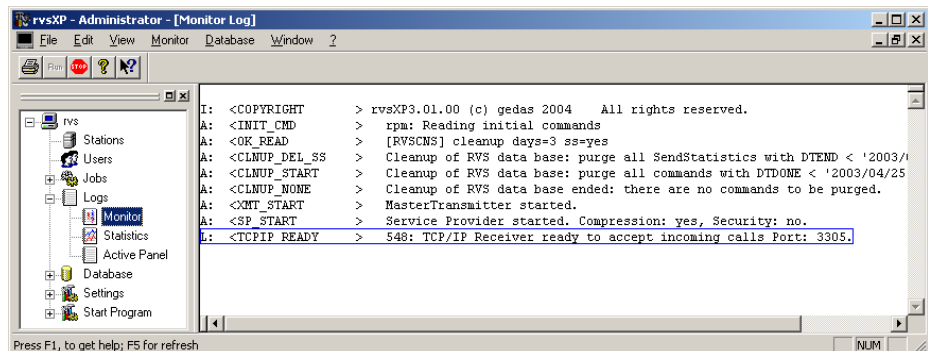 rvsXP - Administrator - [Monitor Log]
File Edit View Monitor Database Window ?
Run STOP ? ?
rvs
Stations
Users
Jobs
Logs
Monitor
Statistics
Active Panel
Database
Settings
Start Program
I: <COPYRIGHT > rvsXP3.01.00 (c) gedas 2004 All rights reserved.
A: <INIT_CMD > rpm: Reading initial commands
A: <OK_READ > [RVSCNS] cleanup days=3 ss=yes
A: <CLNUP_DEL_SS > Cleanup of RVS data base: purge all SendStatistics with DTEND < '2003/
A: <CLNUP_START > Cleanup of RVS data base: purge all commands with DTDONE < '2003/04/25
A: <CLNUP_NONE > Cleanup of RVS data base ended: there are no commands to be purged.
A: <XMT_START > MasterTransmitter started.
A: <SP_START > Service Provider started. Compression: yes, Security: no.
L: <TCPIP READY > 548: TCP/IP Receiver ready to accept incoming calls Port: 3305.
Press F1, to get help; F5 for refresh
NUM